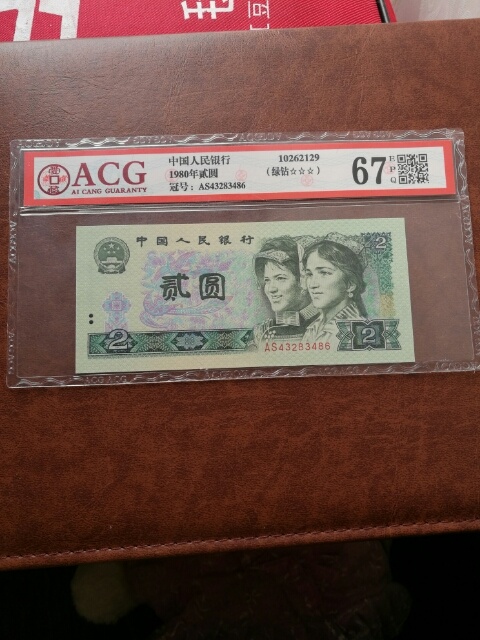 ACG
AI CANG GUARANTY
中国人民银行
1980年贰圆
冠号：AS43283486
10262129
（绿钻☆☆☆）
67
E
P
Q
中国人民银行
2
贰圆
2
2
AS43283486